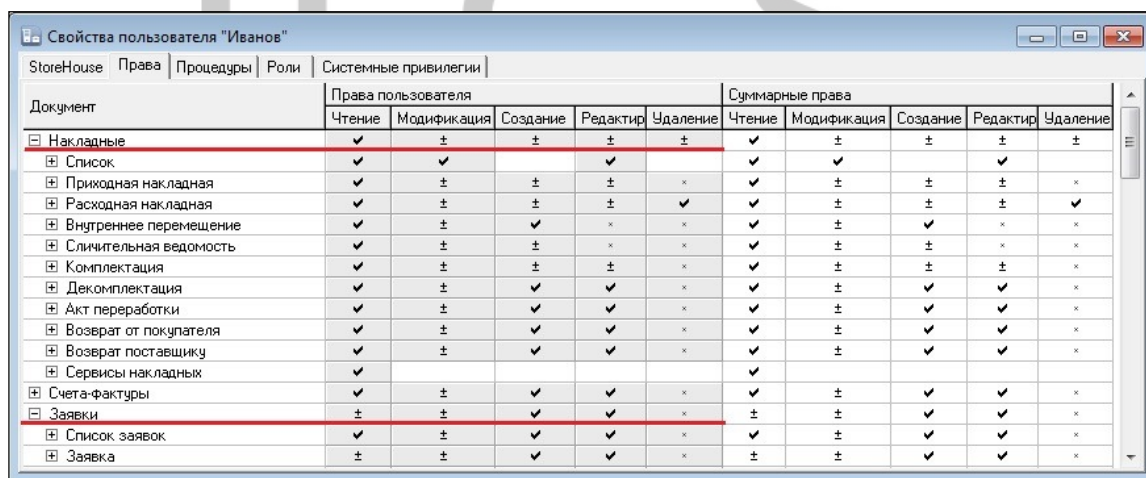 Свойства пользователя "Иванов"
StoreHouse Права Процедуры Роли Системные привилегии
Документ Права пользователя Суммарные права
Чтение Модификация Создание Редактир Удаление Чтение Модификация Создание Редактир Удаление
Накладные ✔ ± ± ± ± ✔ ± ± ± ±
Список ✔ ✔ ✔ ✔ ✔ ✔
Приходная накладная ✔ ± ± ± × ✔ ± ± ± ×
Расходная накладная ✔ ± ± ± ✔ ✔ ± ± ± ✔
Внутреннее перемещение ✔ ± ✔ × × ✔ ± ✔ × ×
Сличительная ведомость ✔ ± ± × × ✔ ± ± × ×
Комплектация ✔ ± ± ± × ✔ ± ± ± ×
Декомплектация ✔ ± ✔ ✔ × ✔ ± ✔ ✔ ×
Акт переработки ✔ ± ✔ ✔ × ✔ ± ✔ ✔ ×
Возврат от покупателя ✔ ± ✔ ✔ × ✔ ± ✔ ✔ ×
Возврат поставщику ✔ ± ✔ ✔ × ✔ ± ✔ ✔ ×
Сервисы накладных ✔ ✔
Счета-фактуры ✔ ± ✔ ✔ × ✔ ± ✔ ✔ ×
Заявки ± ± ✔ ✔ × ± ± ✔ ✔ ×
Список заявок ✔ ± ✔ ✔ × ✔ ± ✔ ✔ ×
Заявка ± ± ✔ ✔ × ± ± ✔ ✔ ×